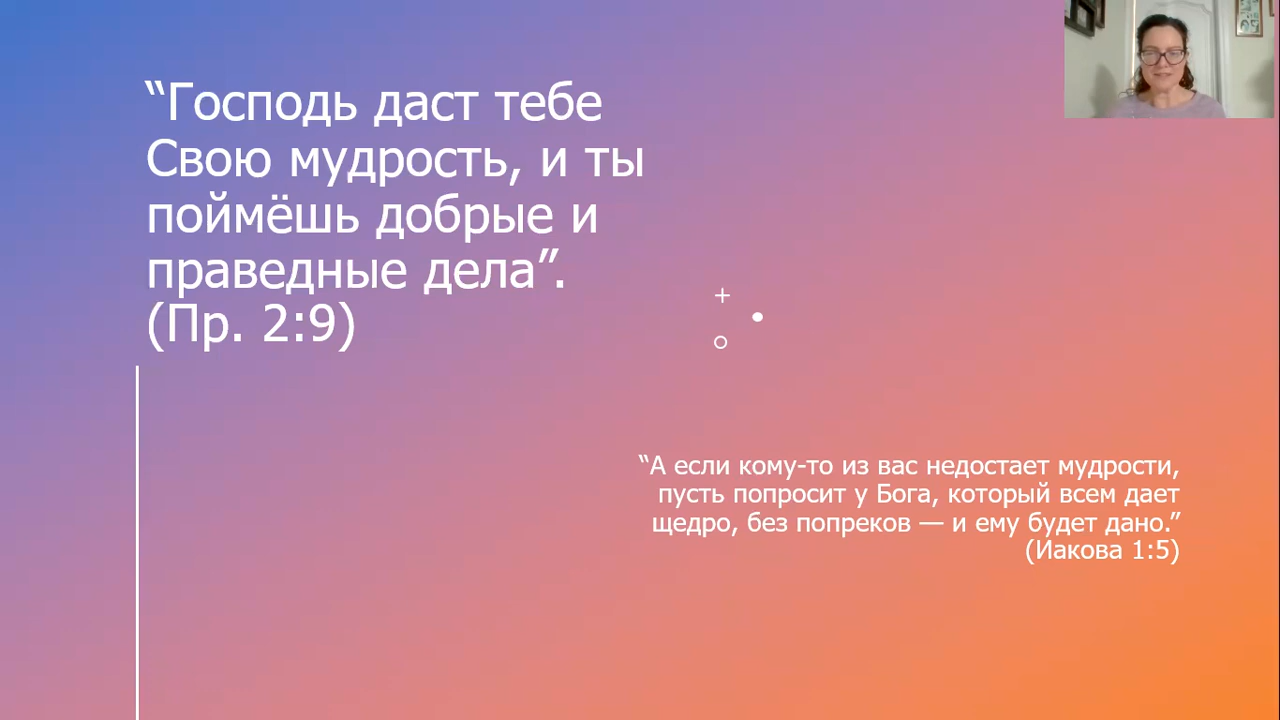 “Господь даст тебе
Свою мудрость, и ты
поймёшь добрые и
праведные дела”.
(Пр. 2:9)
“А если кому-то из вас недостает мудрости,
пусть попросит у Бога, который всем дает
щедро, без попреков — и ему будет дано.”
(Иакова 1:5)